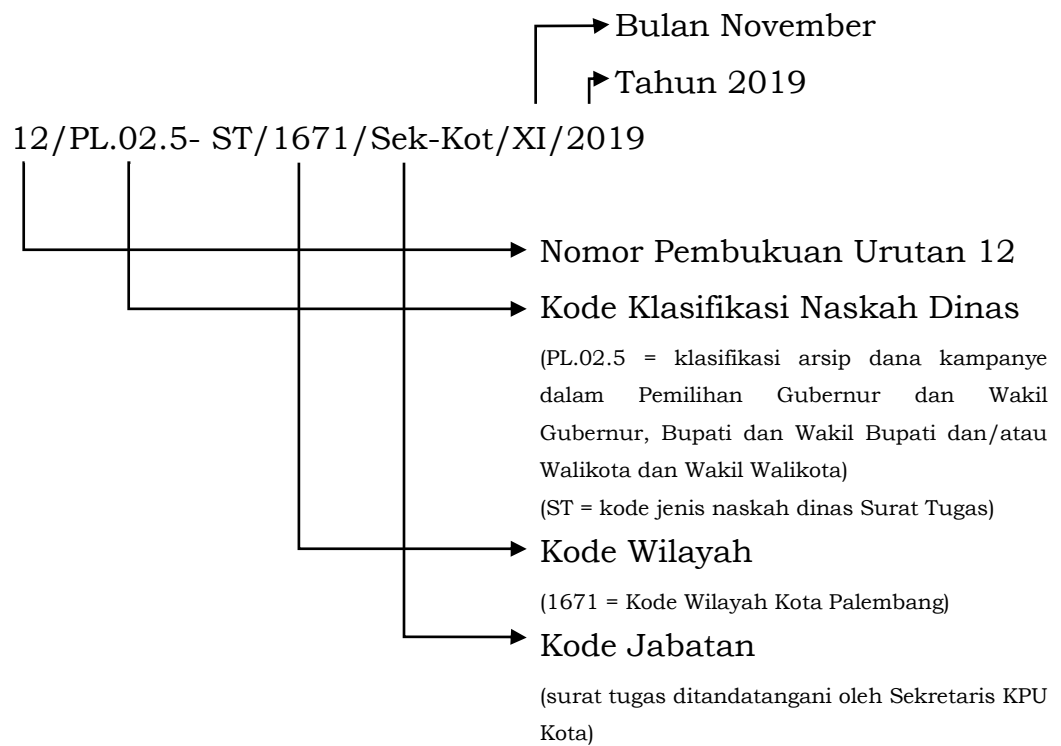 Bulan November
Tahun 2019
12/PL.02.5- ST/1671/Sek-Kot/XI/2019
Nomor Pembukuan Urutan 12
Kode Klasifikasi Naskah Dinas
(PL.02.5 = klasifikasi arsip dana kampanye
dalam Pemilihan Gubernur dan Wakil
Gubernur, Bupati dan Wakil Bupati dan/atau
Walikota dan Wakil Walikota)
(ST = kode jenis naskah dinas Surat Tugas)
Kode Wilayah
(1671 = Kode Wilayah Kota Palembang)
Kode Jabatan
(surat tugas ditandatangani oleh Sekretaris KPU
Kota)